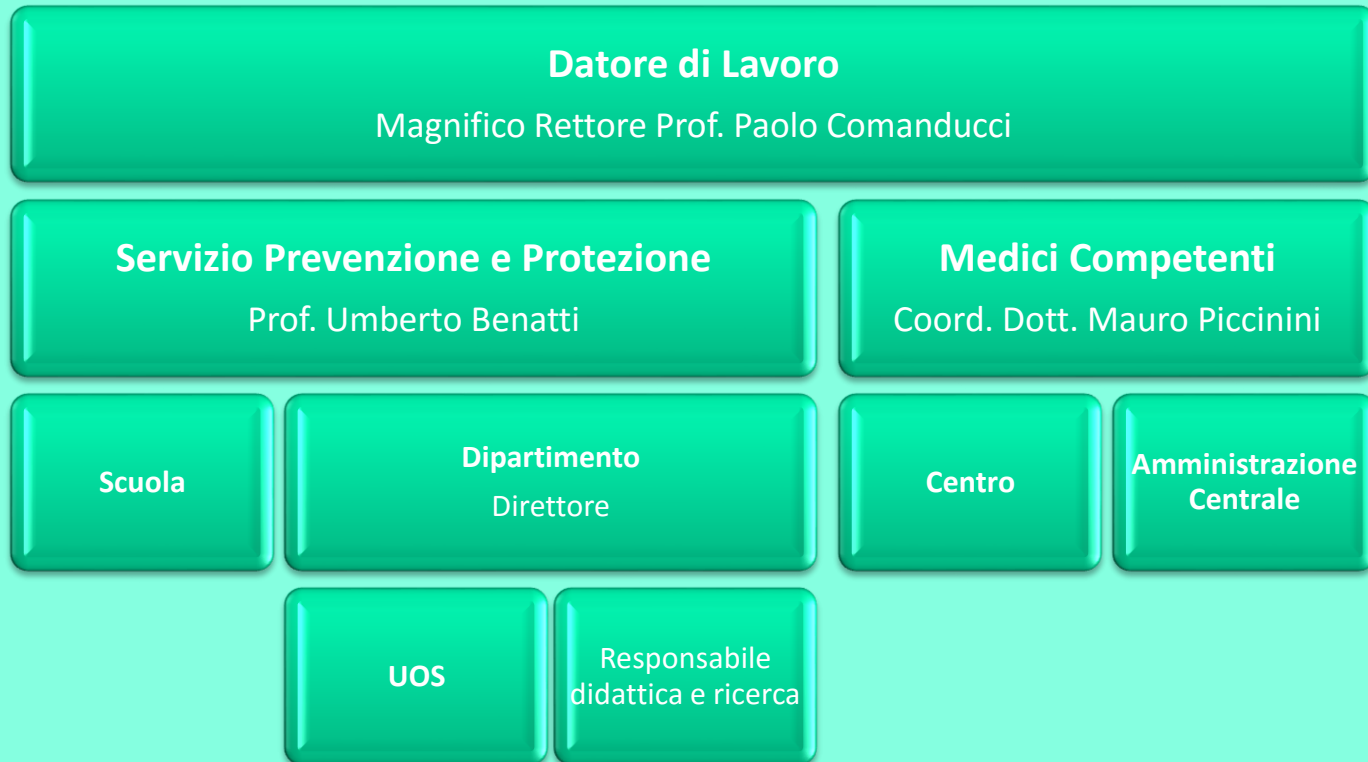 Datore di Lavoro
Magnifico Rettore Prof. Paolo Comanducci
Servizio Prevenzione e Protezione
Prof. Umberto Benatti
Medici Competenti
Coord. Dott. Mauro Piccinini
Scuola
Dipartimento
Direttore
Centro
Amministrazione
Centrale
UOS
Responsabile
didattica e ricerca